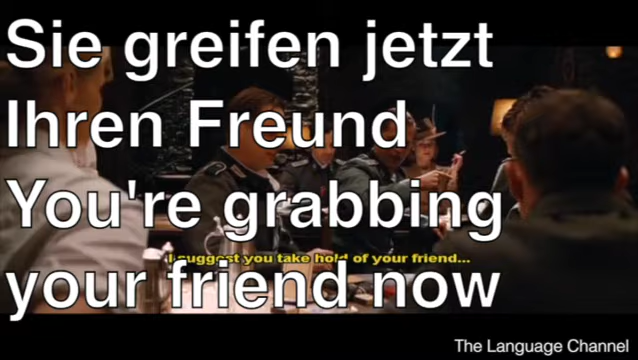 Sie greifen jetzt
Ihren Freund
You're grabbing
I suggest you take hold of your friend...
your friend now
The Language Channel